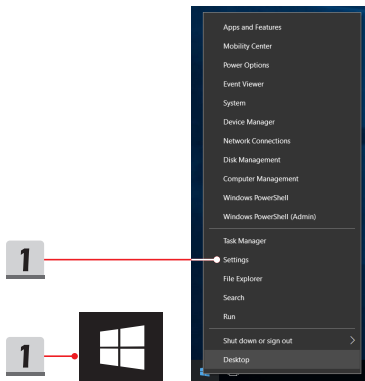 Apps and Features
Mobility Center
Power Options
Event Viewer
System
Device Manager
Network Connections
Disk Management
Computer Management
Windows PowerShell
Windows PowerShell (Admin)
Task Manager
1
Settings
File Explorer
Search
Run
Shut down or sign out
1
Desktop